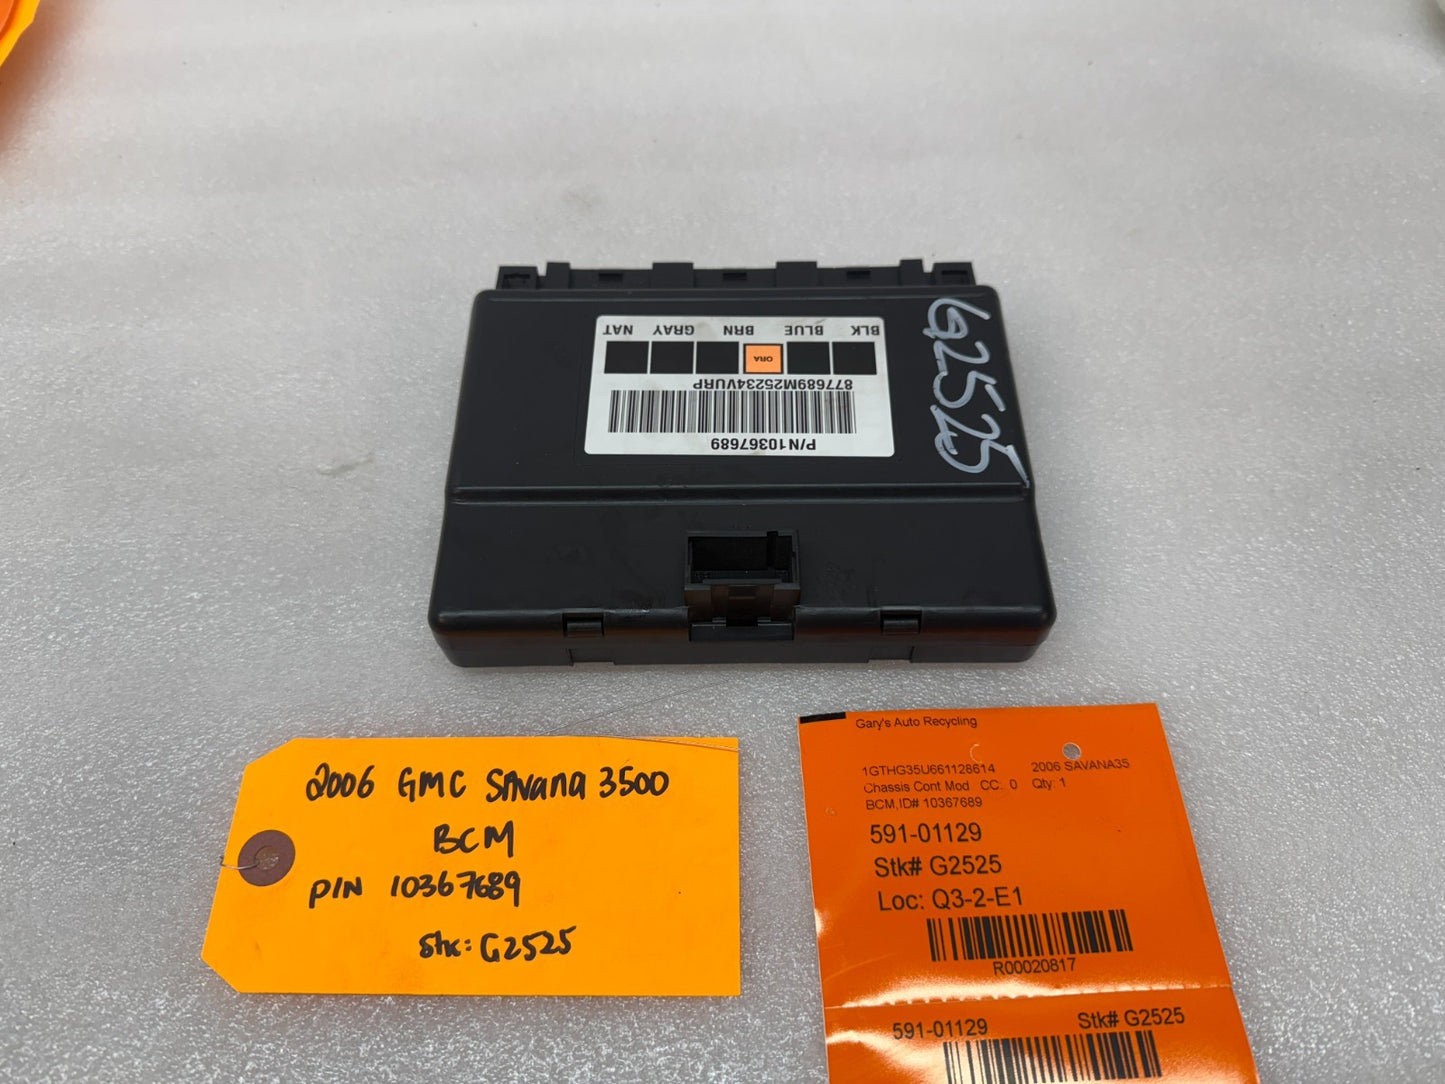 P/N10367689
877689M25234VURP
BLK BLUE BRN GRAY NAT
ORA
G2525
2006 GMC SAVANA 3500
BCM
P/N 10367689
Stk: G2525
Gary's Auto Recycling
1GTHG35U661128614 2006 SAVANA35
Chassis Cont Mod CC: 0 Qty: 1
BCM,ID# 10367689
591-01129
Stk# G2525
Loc: Q3-2-E1
R00020817
591-01129 Stk# G2525